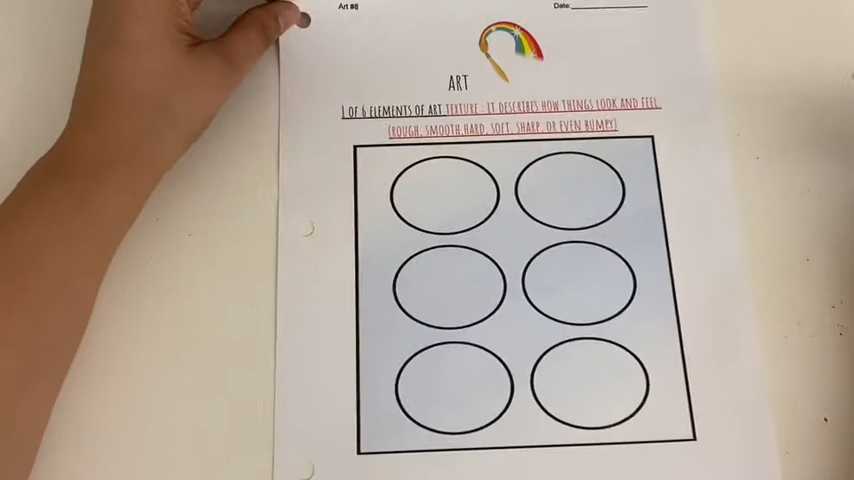 Art #8
Date:
ART
1 OF 6 ELEMENTS OF ART TEXTURE : IT DESCRIBES HOW THINGS LOOK AND FEEL
(ROUGH, SMOOTH,HARD, SOFT, SHARP, OR EVEN BUMPY)